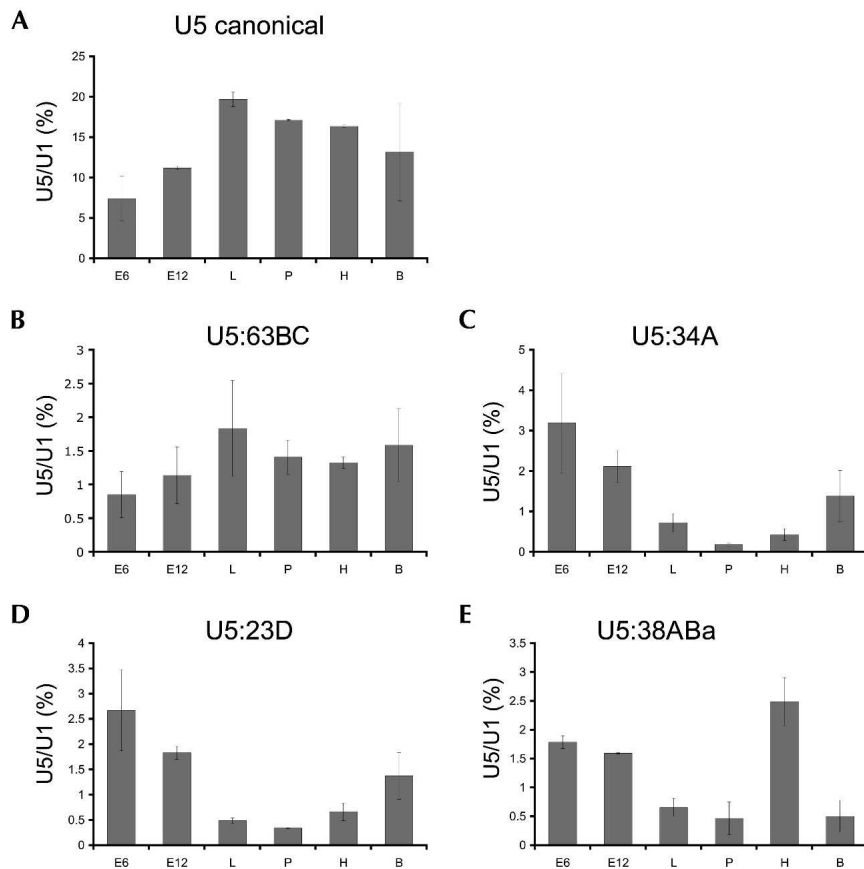 A
U5 canonical
U5/U1 (%)
25
20
15
10
5
0
E6 E12 L P H B
B
U5:63BC
U5/U1 (%)
3
2.5
2
1.5
1
0.5
0
E6 E12 L P H B
C
U5:34A
U5/U1 (%)
5
4
3
2
1
0
E6 E12 L P H B
D
U5:23D
U5/U1 (%)
4
3.5
3
2.5
2
1.5
1
0.5
0
E6 E12 L P H B
E
U5:38ABa
U5/U1 (%)
3.5
3
2.5
2
1.5
1
0.5
0
E6 E12 L P H B